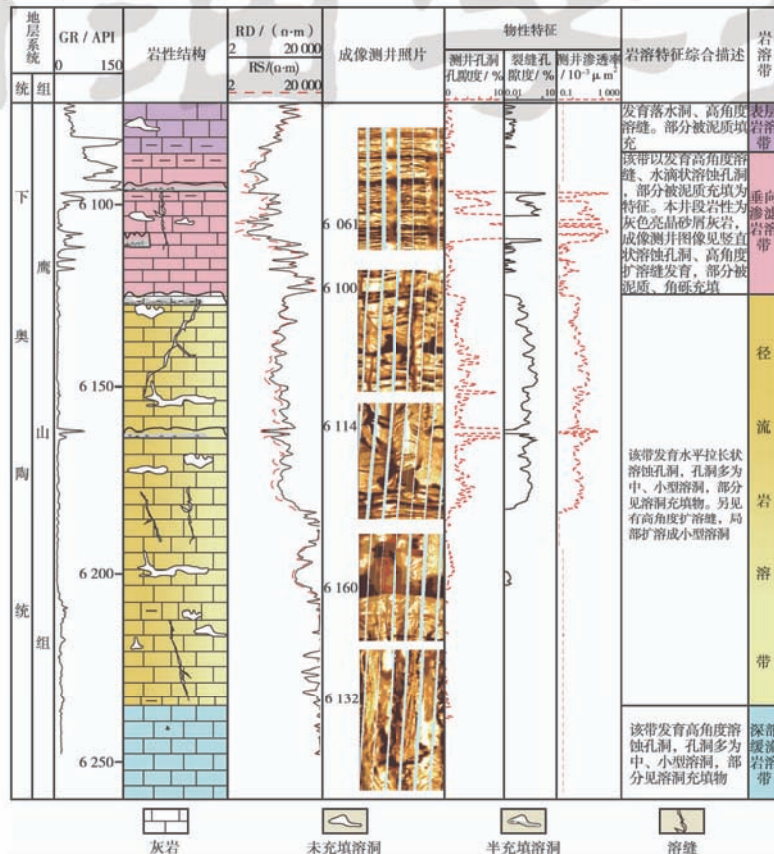 地层系统
统 组
GR / API
0 150
岩性结构
RD / (Ω·m)
2 20 000
RS/(Ω·m)
2 20 000
成像测井照片
物性特征
测井孔洞孔隙度 / %
0 10
裂缝孔隙度 / %
0.01 10
测井渗透率 / 10⁻³ μm²
0.1 1 000
岩溶特征综合描述
岩溶带
下奥陶统
鹰山组
6 100
6 150
6 200
6 250
6 061
6 100
6 114
6 160
6 132
发育落水洞、高角度
溶缝。部分被泥质填
充
表层岩溶带
该带以发育高角度溶
缝、水滴状溶蚀孔洞
，部分被泥质充填为
特征。本井段岩性为
灰色亮晶砂屑灰岩，
成像测井图像见竖直
状溶蚀孔洞、高角度
扩溶缝发育，部分被
泥质、角砾充填
垂向渗滤岩溶带
该带发育水平拉长状
溶蚀孔洞，孔洞多为
中、小型溶洞，部分
见溶洞充填物。另见
有高角度扩溶缝，局
部扩溶成小型溶洞
径流岩溶带
该带发育高角度溶
蚀孔洞，孔洞多为
中、小型溶洞，部
分见溶洞充填物
深部缓流岩溶带
灰岩
未充填溶洞
半充填溶洞
溶缝